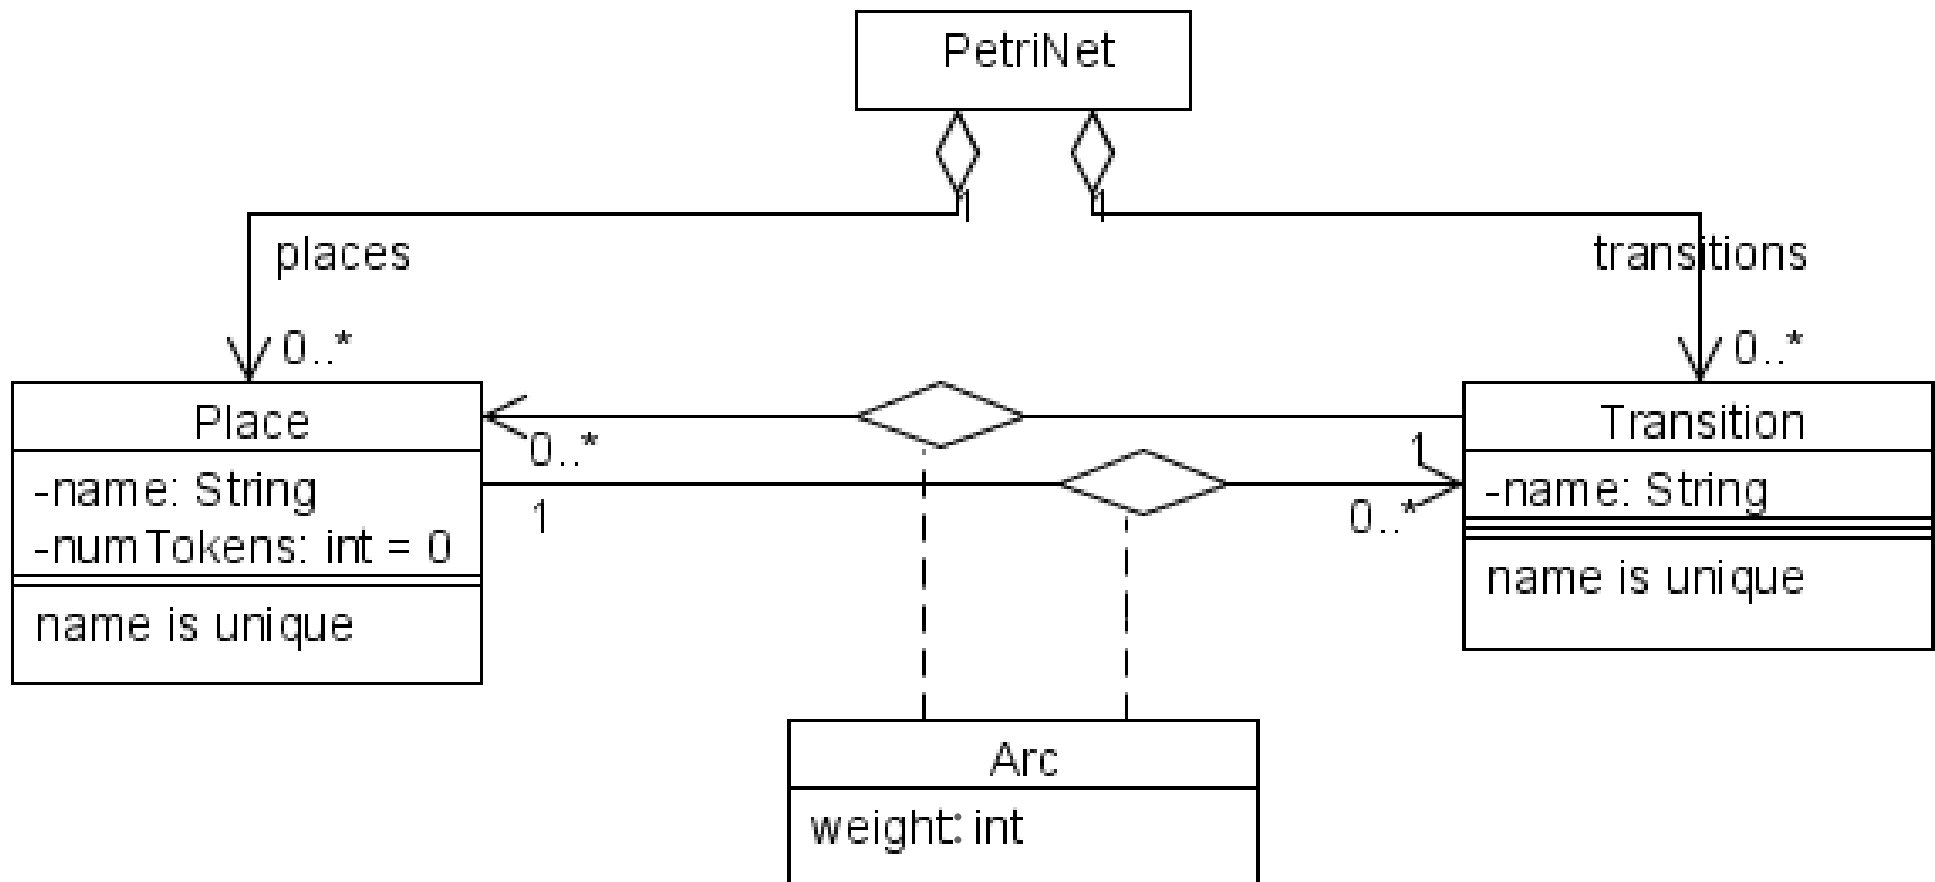 PetriNet
1
1
places
transitions
0..*
0..*
Place
Transition
0..*
1
-name: String
-name: String
1
0..*
-numTokens: int = 0
name is unique
name is unique
Arc
weight: int